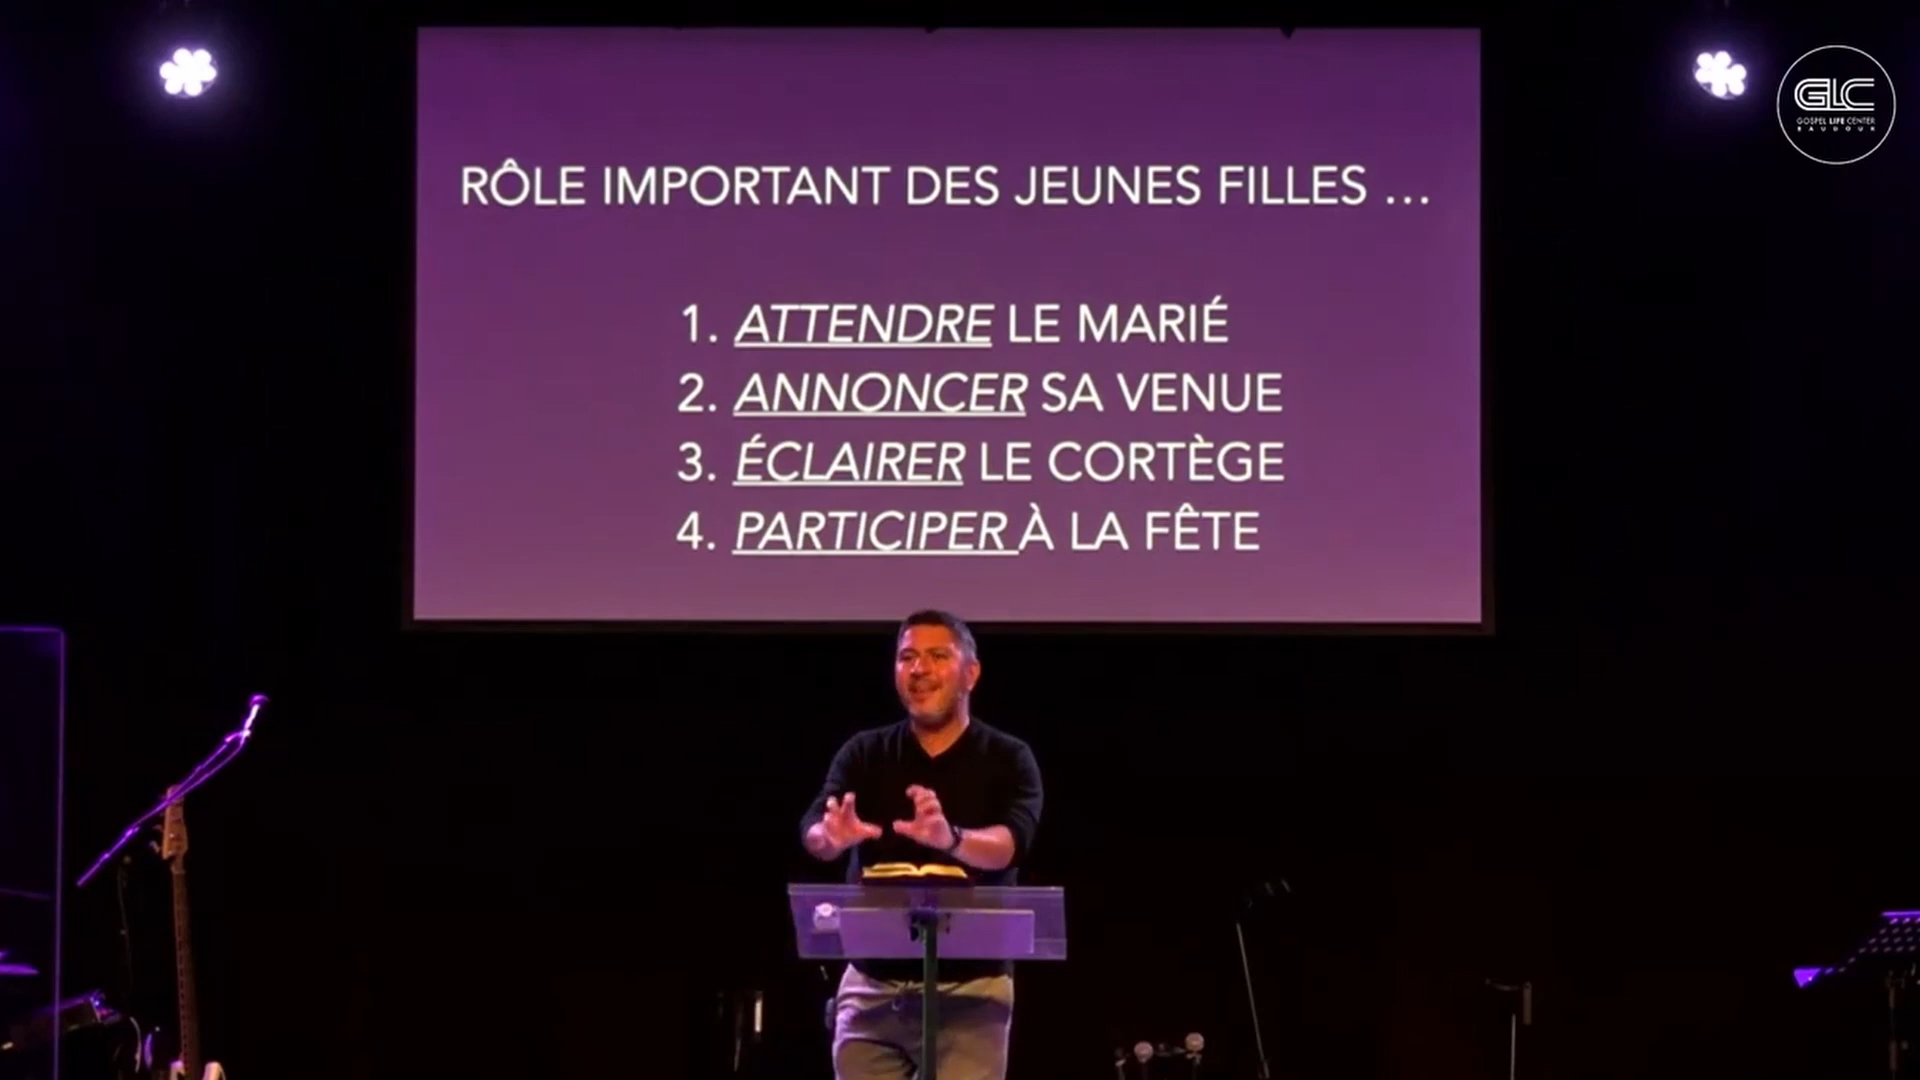 RÔLE IMPORTANT DES JEUNES FILLES ...
1. ATTENDRE LE MARIÉ
2. ANNONCER SA VENUE
3. ÉCLAIRER LE CORTÈGE
4. PARTICIPER À LA FÊTE
GLC
GOSPEL LIFE CENTER
BAUDOUR